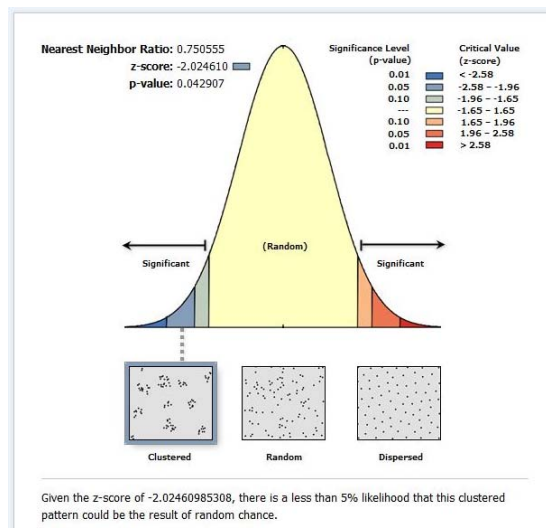 Nearest Neighbor Ratio: 0.750555
z-score: -2.024610
p-value: 0.042907
Significance Level
(p-value)
Critical Value
(z-score)
0.01 < -2.58
0.05 -2.58 – -1.96
0.10 -1.96 – -1.65
--- -1.65 – 1.65
0.10 1.65 – 1.96
0.05 1.96 – 2.58
0.01 > 2.58
Significant
(Random)
Significant
Clustered
Random
Dispersed
Given the z-score of -2.02460985308, there is a less than 5% likelihood that this clustered
pattern could be the result of random chance.